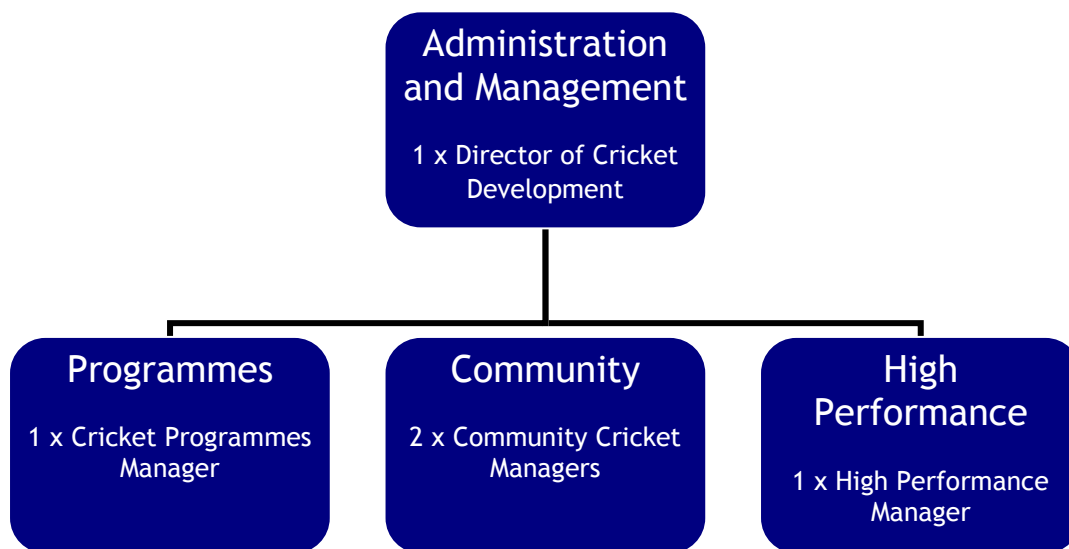 Administration
and Management
1 x Director of Cricket
Development
Programmes
1 x Cricket Programmes
Manager
Community
2 x Community Cricket
Managers
High
Performance
1 x High Performance
Manager